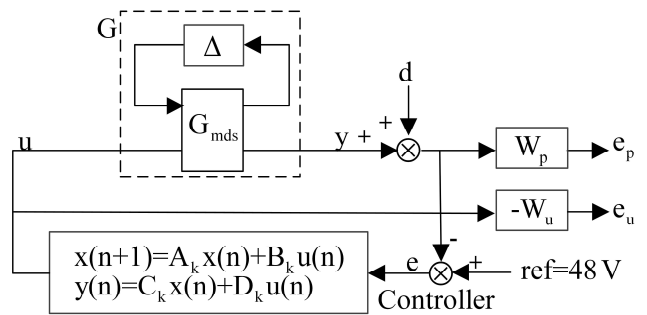 G
Δ
d
G_mds
u
y + +
W_p
e_p
-W_u
e_u
-
x(n+1)=A_k x(n)+B_k u(n)
y(n)=C_k x(n)+D_k u(n)
e
+
ref=48 V
Controller